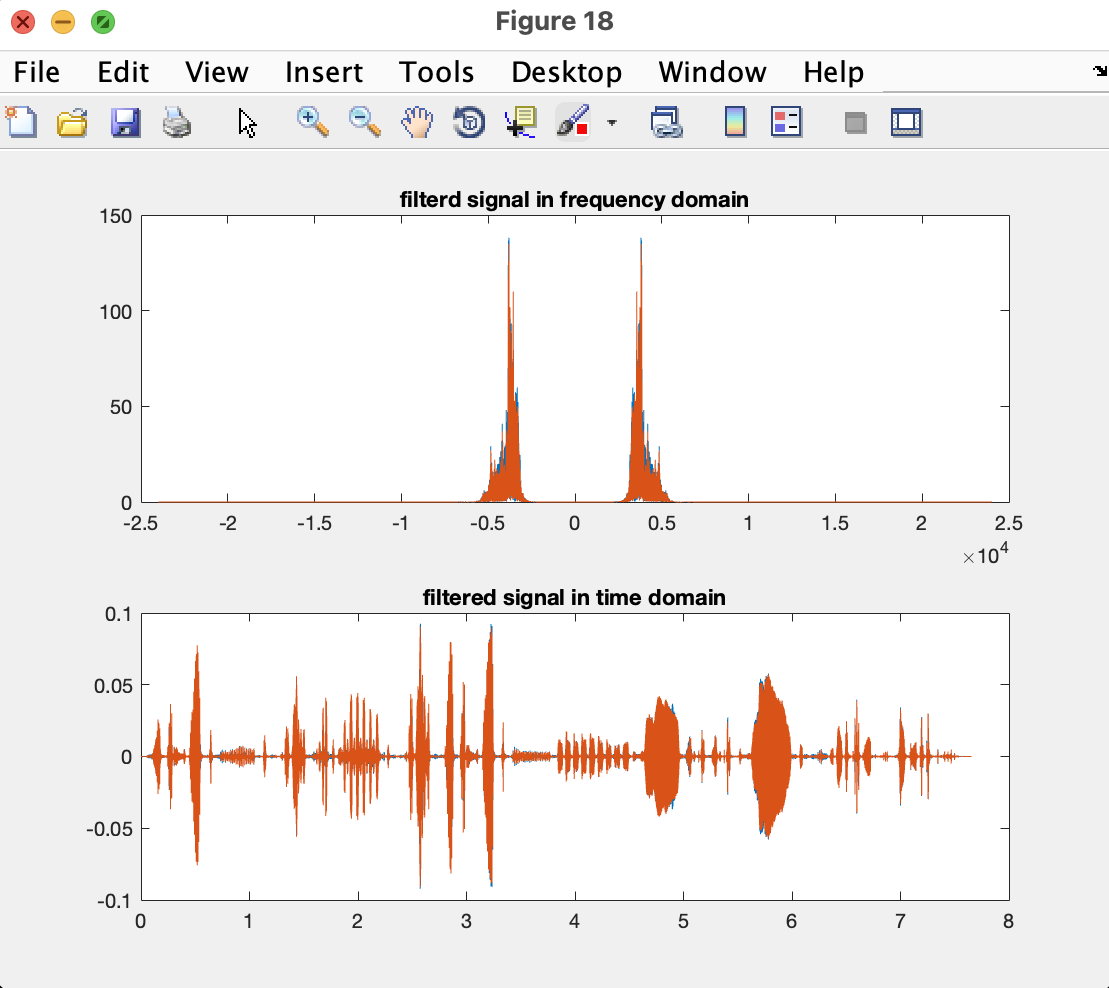 Figure 18
File Edit View Insert Tools Desktop Window Help
filterd signal in frequency domain
150
100
50
0
-2.5 -2 -1.5 -1 -0.5 0 0.5 1 1.5 2 2.5
×10⁴
filtered signal in time domain
0.1
0.05
0
-0.05
-0.1
0 1 2 3 4 5 6 7 8